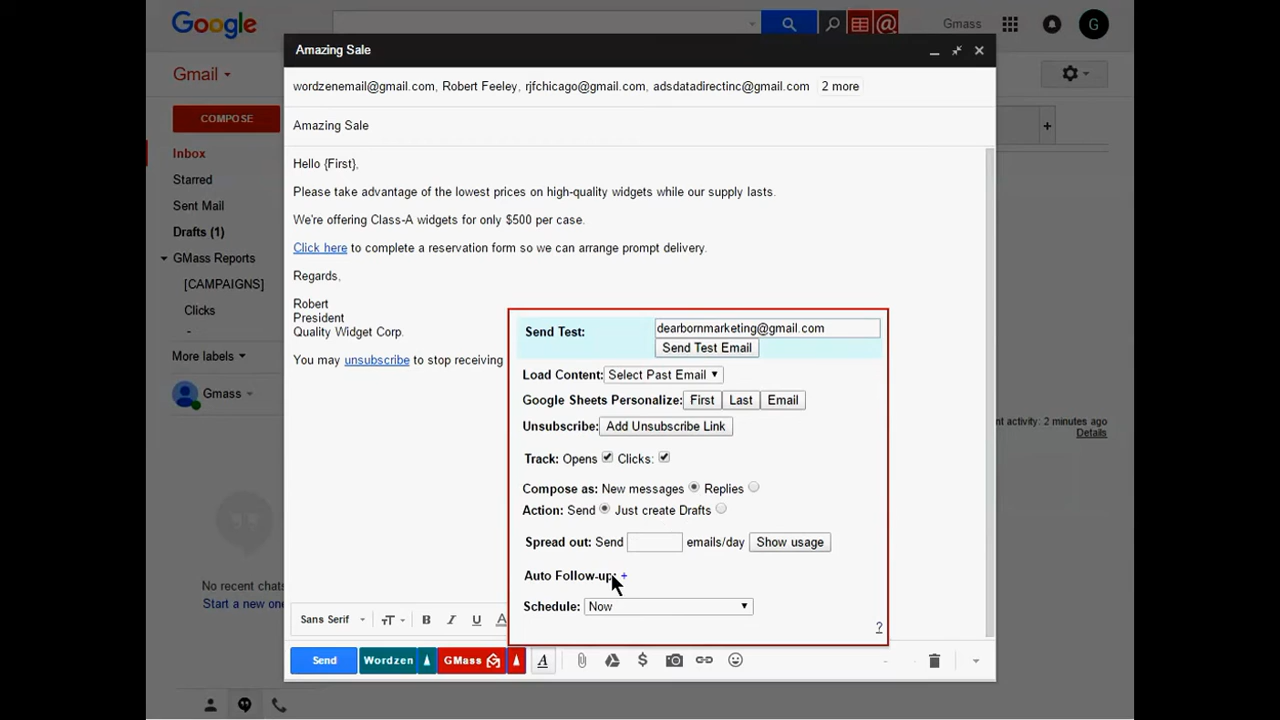 Google
Gmass
G
Amazing Sale
Gmail
wordzenemail@gmail.com, Robert Feeley, rjfchicago@gmail.com, adsdatadirectinc@gmail.com 2 more
COMPOSE
Amazing Sale
+
Inbox
Hello {First},
Starred
Please take advantage of the lowest prices on high-quality widgets while our supply lasts.
Sent Mail
We're offering Class-A widgets for only $500 per case.
Drafts (1)
Click here to complete a reservation form so we can arrange prompt delivery.
GMass Reports
Regards,
[CAMPAIGNS]
Clicks
Robert
President
Quality Widget Corp.
More labels
You may unsubscribe to stop receiving
Gmass
Send Test: dearbornmarketing@gmail.com
Send Test Email
Load Content: Select Past Email
Google Sheets Personalize: First Last Email
Unsubscribe: Add Unsubscribe Link
nt activity: 2 minutes ago
Details
Track: Opens Clicks:
Compose as: New messages Replies
Action: Send Just create Drafts
Spread out: Send emails/day Show usage
Auto Follow-up: +
Schedule: Now
?
No recent chats
Start a new one
Sans Serif
Send Wordzen GMass